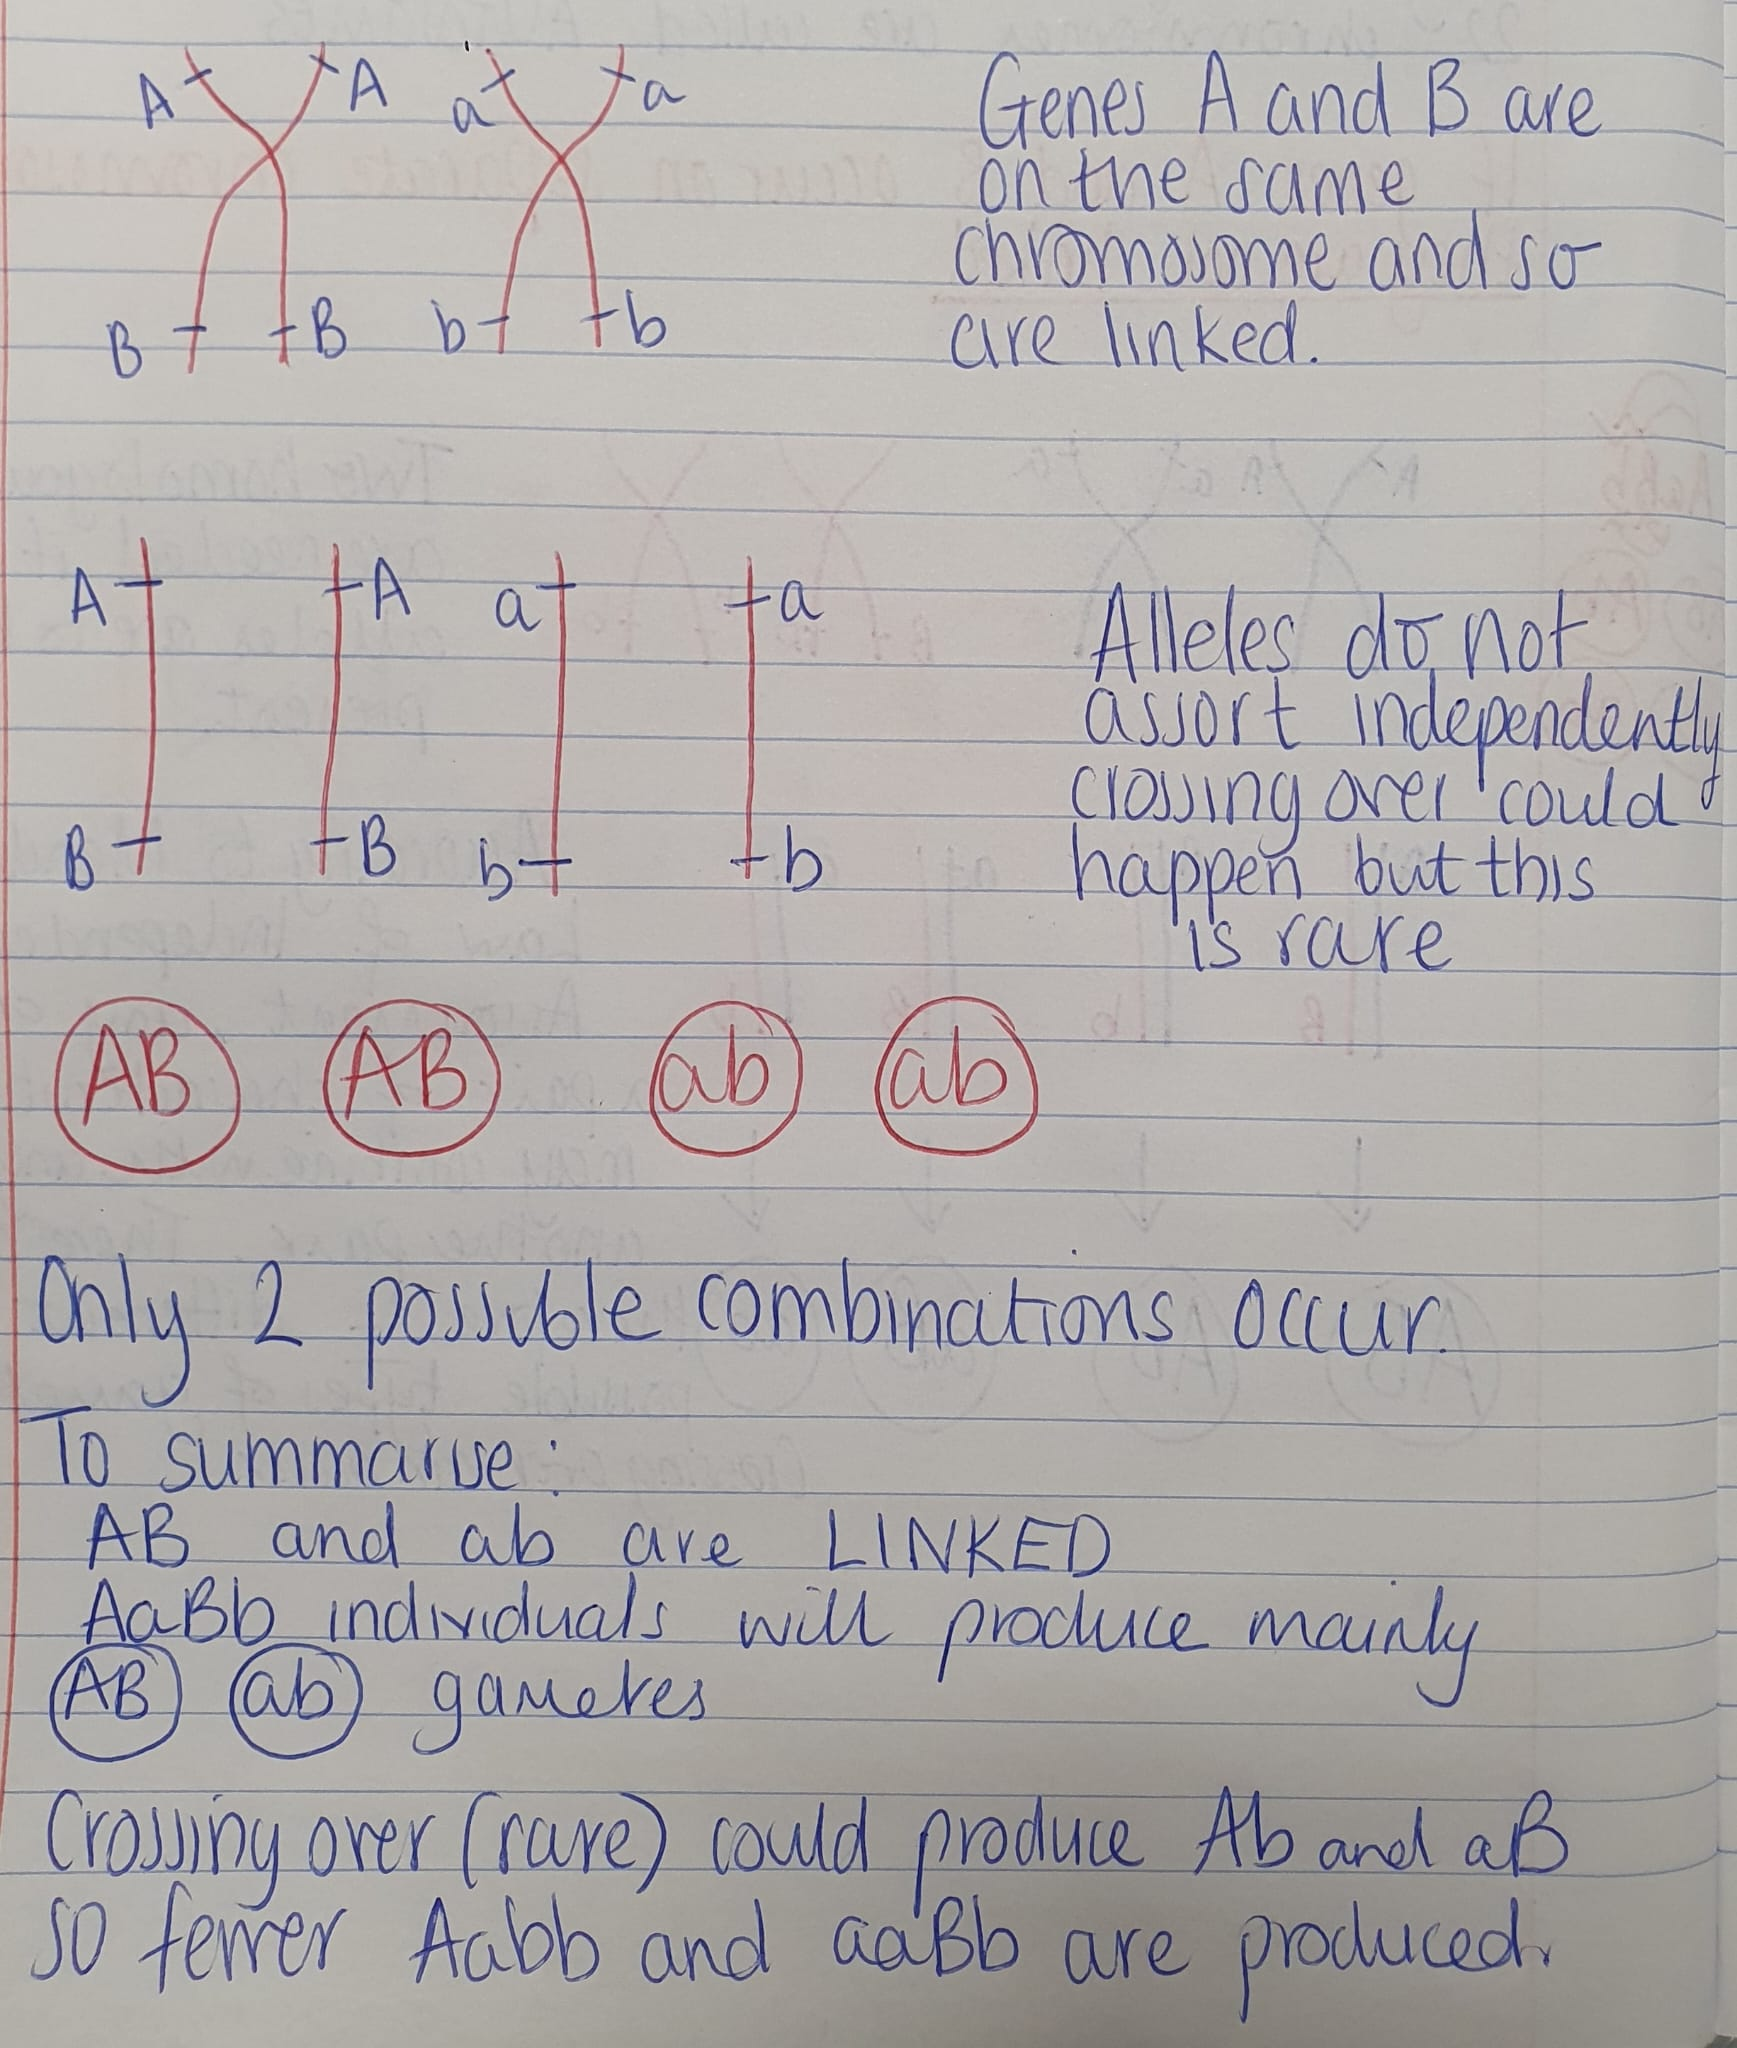 A A a a
Genes A and B are
on the same
chromosome and so
are linked.
B B b b
A A a a
Alleles do not
assort independently
crossing over could
happen but this
is rare
B B b b
AB AB ab ab
Only 2 possible combinations occur.
To summarise:
AB and ab are LINKED
AaBb individuals will produce mainly
AB ab gametes
Crossing over (rare) could produce Ab and aB
so fewer Aabb and aaBb are produced.